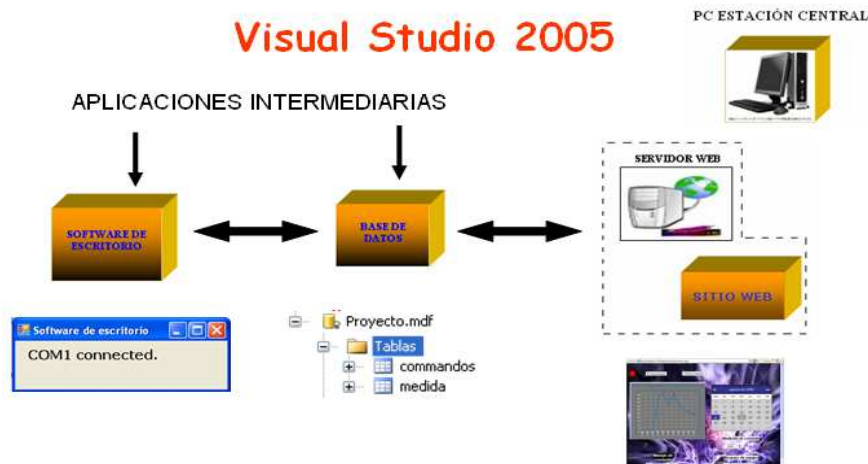 Visual Studio 2005
PC ESTACIÓN CENTRAL
APLICACIONES INTERMEDIARIAS
SERVIDOR WEB
SOFTWARE DE
ESCRITORIO
BASE DE
DATOS
SITIO WEB
Software de escritorio
COM1 connected.
Proyecto.mdf
Tablas
commandos
medida